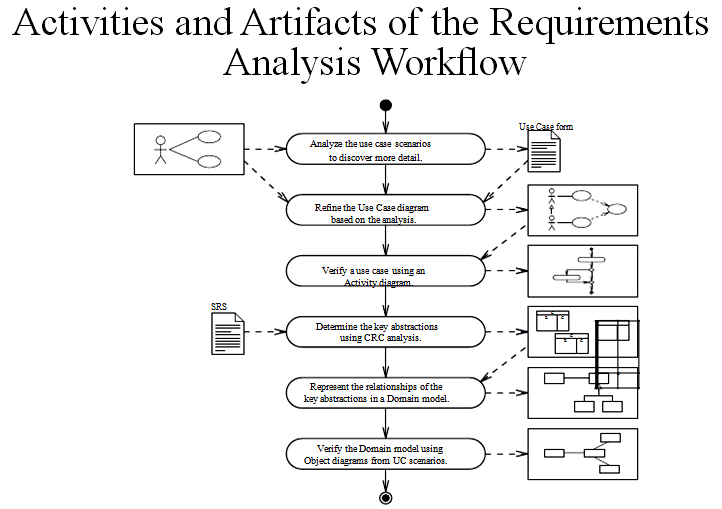 Activities and Artifacts of the Requirements
Analysis Workflow
Use Case form
Analyze the use case scenarios
to discover more detail.
Refine the Use Case diagram
based on the analysis.
Verify a use case using an
Activity diagram.
SRS
Determine the key abstractions
using CRC analysis.
Represent the relationships of the
key abstractions in a Domain model.
Verify the Domain model using
Object diagrams from UC scenarios.